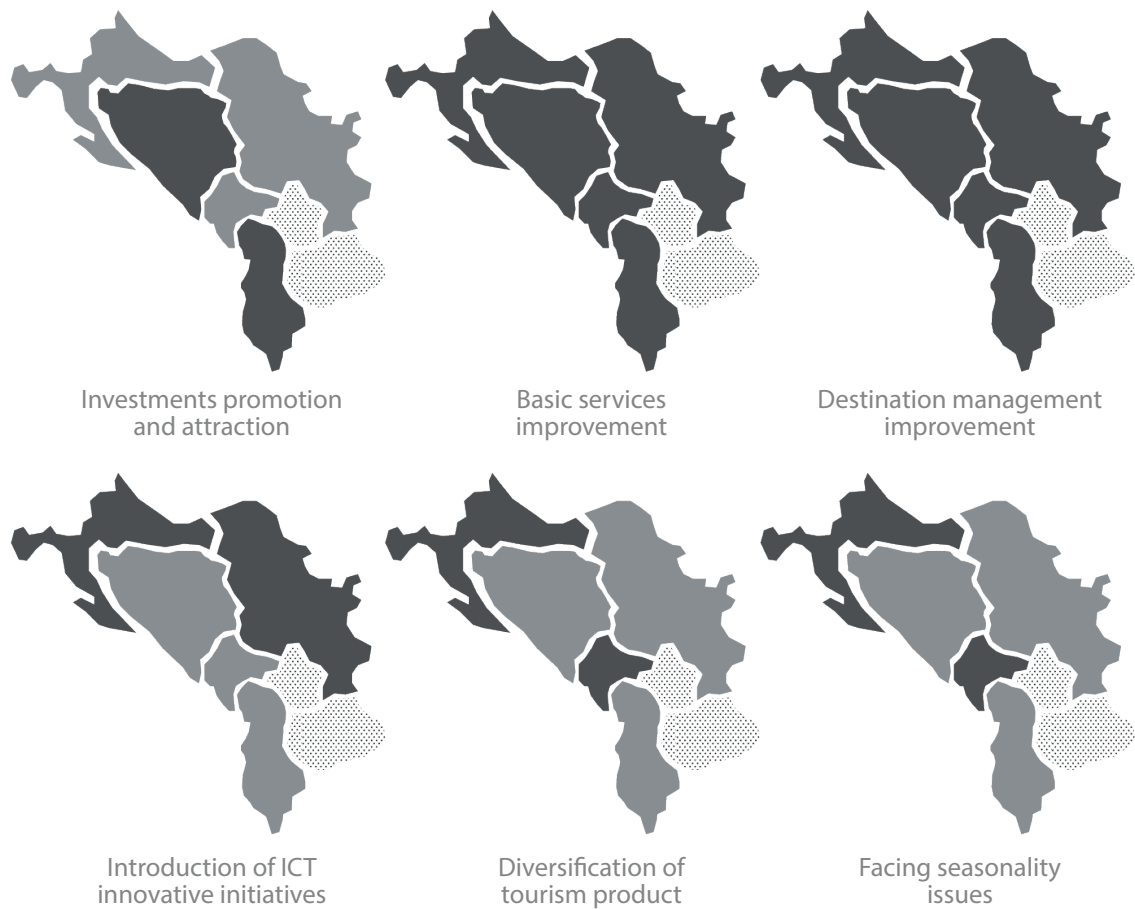 Investments promotion
and attraction
Basic services
improvement
Destination management
improvement
Introduction of ICT
innovative initiatives
Diversification of
tourism product
Facing seasonality
issues